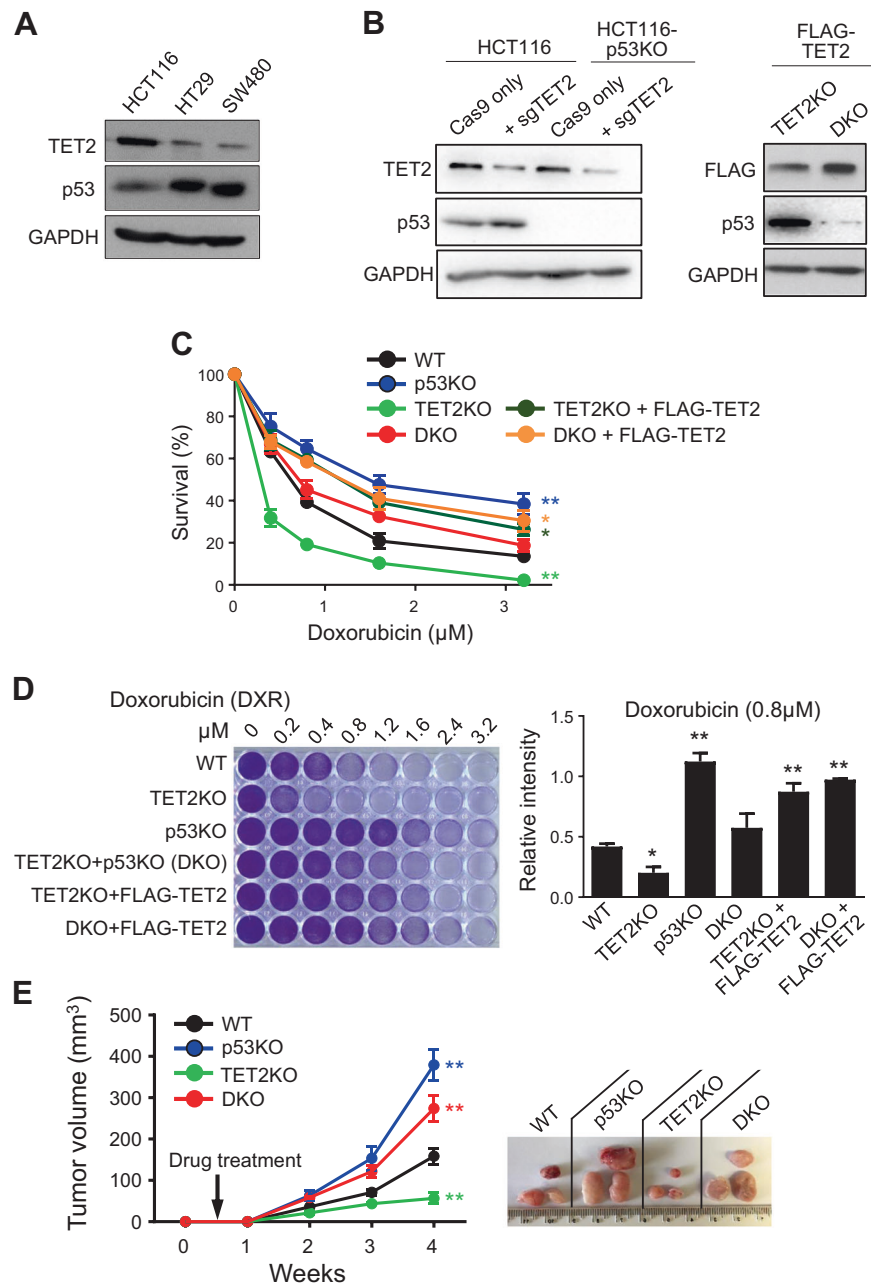 A
HCT116
HT29
SW480
TET2
p53
GAPDH
B
HCT116
HCT116-
p53KO
Cas9 only
+ sgTET2
Cas9 only
+ sgTET2
TET2
p53
GAPDH
FLAG-
TET2
TET2KO
DKO
FLAG
p53
GAPDH
C
WT
p53KO
TET2KO
DKO
TET2KO + FLAG-TET2
DKO + FLAG-TET2
Survival (%)
100
80
60
40
20
0
**
*
*
**
0 1 2 3
Doxorubicin (µM)
D
Doxorubicin (DXR)
µM 0 0.2 0.4 0.8 1.2 1.6 2.4 3.2
WT
TET2KO
p53KO
TET2KO+p53KO (DKO)
TET2KO+FLAG-TET2
DKO+FLAG-TET2
Doxorubicin (0.8µM)
Relative intensity
1.5
1.0
0.5
0.0
*
**
**
**
WT
TET2KO
p53KO
DKO
TET2KO +
FLAG-TET2
DKO +
FLAG-TET2
E
WT
p53KO
TET2KO
DKO
Tumor volume (mm³)
500
400
300
200
100
0
Drug treatment
**
**
**
0 1 2 3 4
Weeks
WT
p53KO
TET2KO
DKO